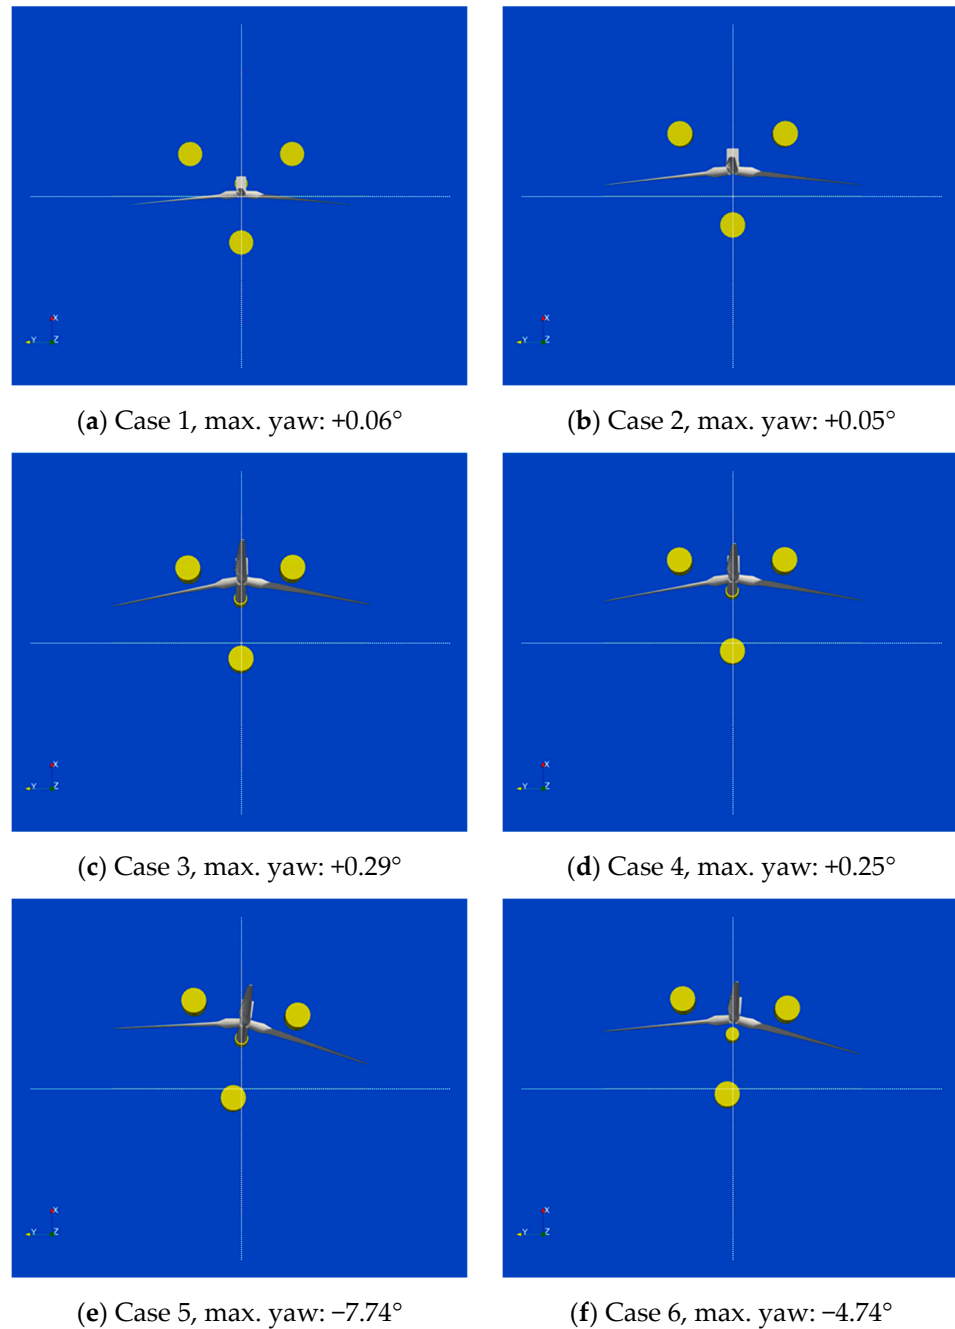 X
Y Z
X
Y Z
(a) Case 1, max. yaw: +0.06°
(b) Case 2, max. yaw: +0.05°
X
Y Z
X
Y Z
(c) Case 3, max. yaw: +0.29°
(d) Case 4, max. yaw: +0.25°
X
Y Z
X
Y Z
(e) Case 5, max. yaw: −7.74°
(f) Case 6, max. yaw: −4.74°